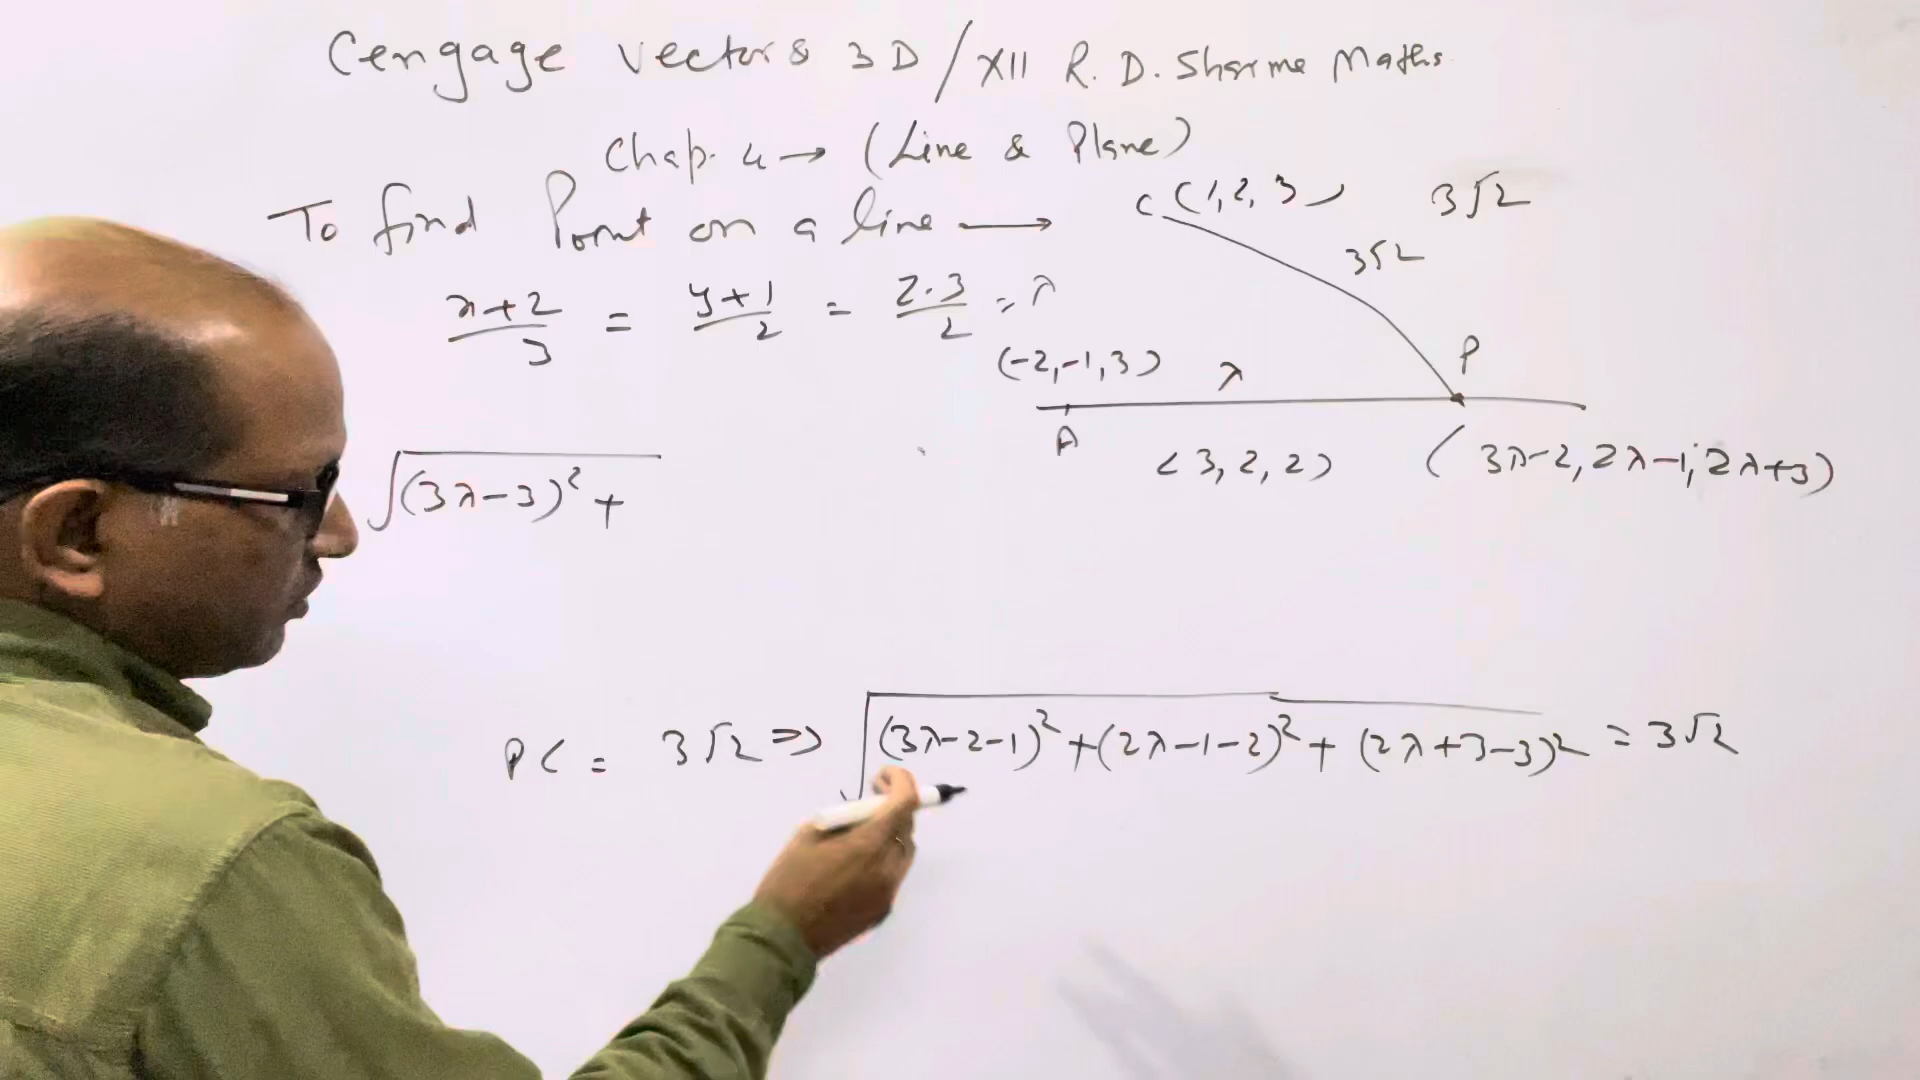 Cengage Vector & 3D / XII R. D. Sharma Maths
Chap. 4 → (Line & Plane)
To find Point on a line →
C (1, 2, 3) 3√2
3√2
x+2/3 = y+1/2 = z-3/2 = λ
(-2, -1, 3) λ P
A <3, 2, 2> (3λ-2, 2λ-1, 2λ+3)
√(3λ-3)² +
PC = 3√2 ⇒ √(3λ-2-1)² + (2λ-1-2)² + (2λ+3-3)² = 3√2